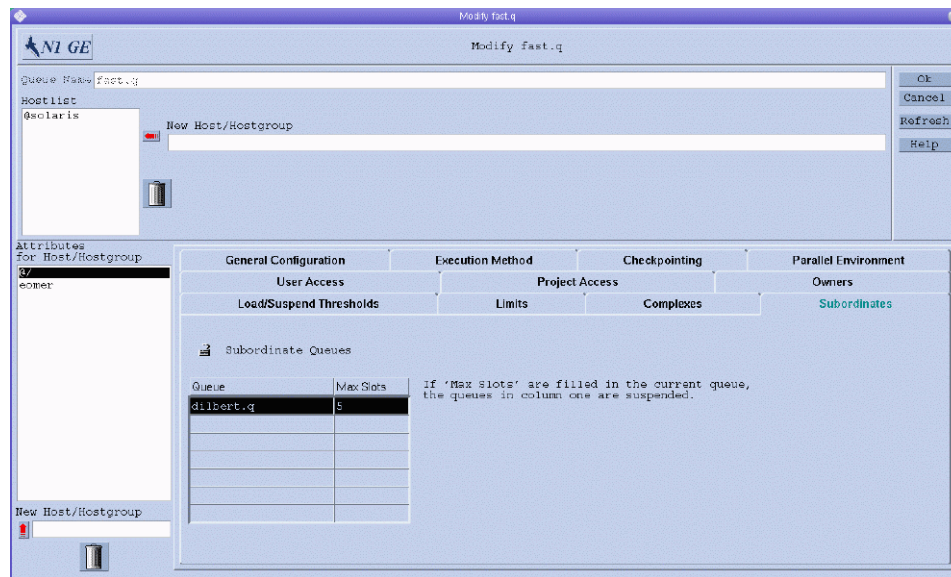 Modify fast.q
N1 GE
Modify fast.q
Queue Name fast.q
Ok
Hostlist
Cancel
@solaris
New Host/Hostgroup
Refresh
Help
Attributes
for Host/Hostgroup
@/
eomer
General Configuration Execution Method Checkpointing Parallel Environment
User Access Project Access Owners
Load/Suspend Thresholds Limits Complexes Subordinates
Subordinate Queues
Queue Max Slots
If 'Max Slots' are filled in the current queue,
the queues in column one are suspended.
dilbert.q 5
New Host/Hostgroup